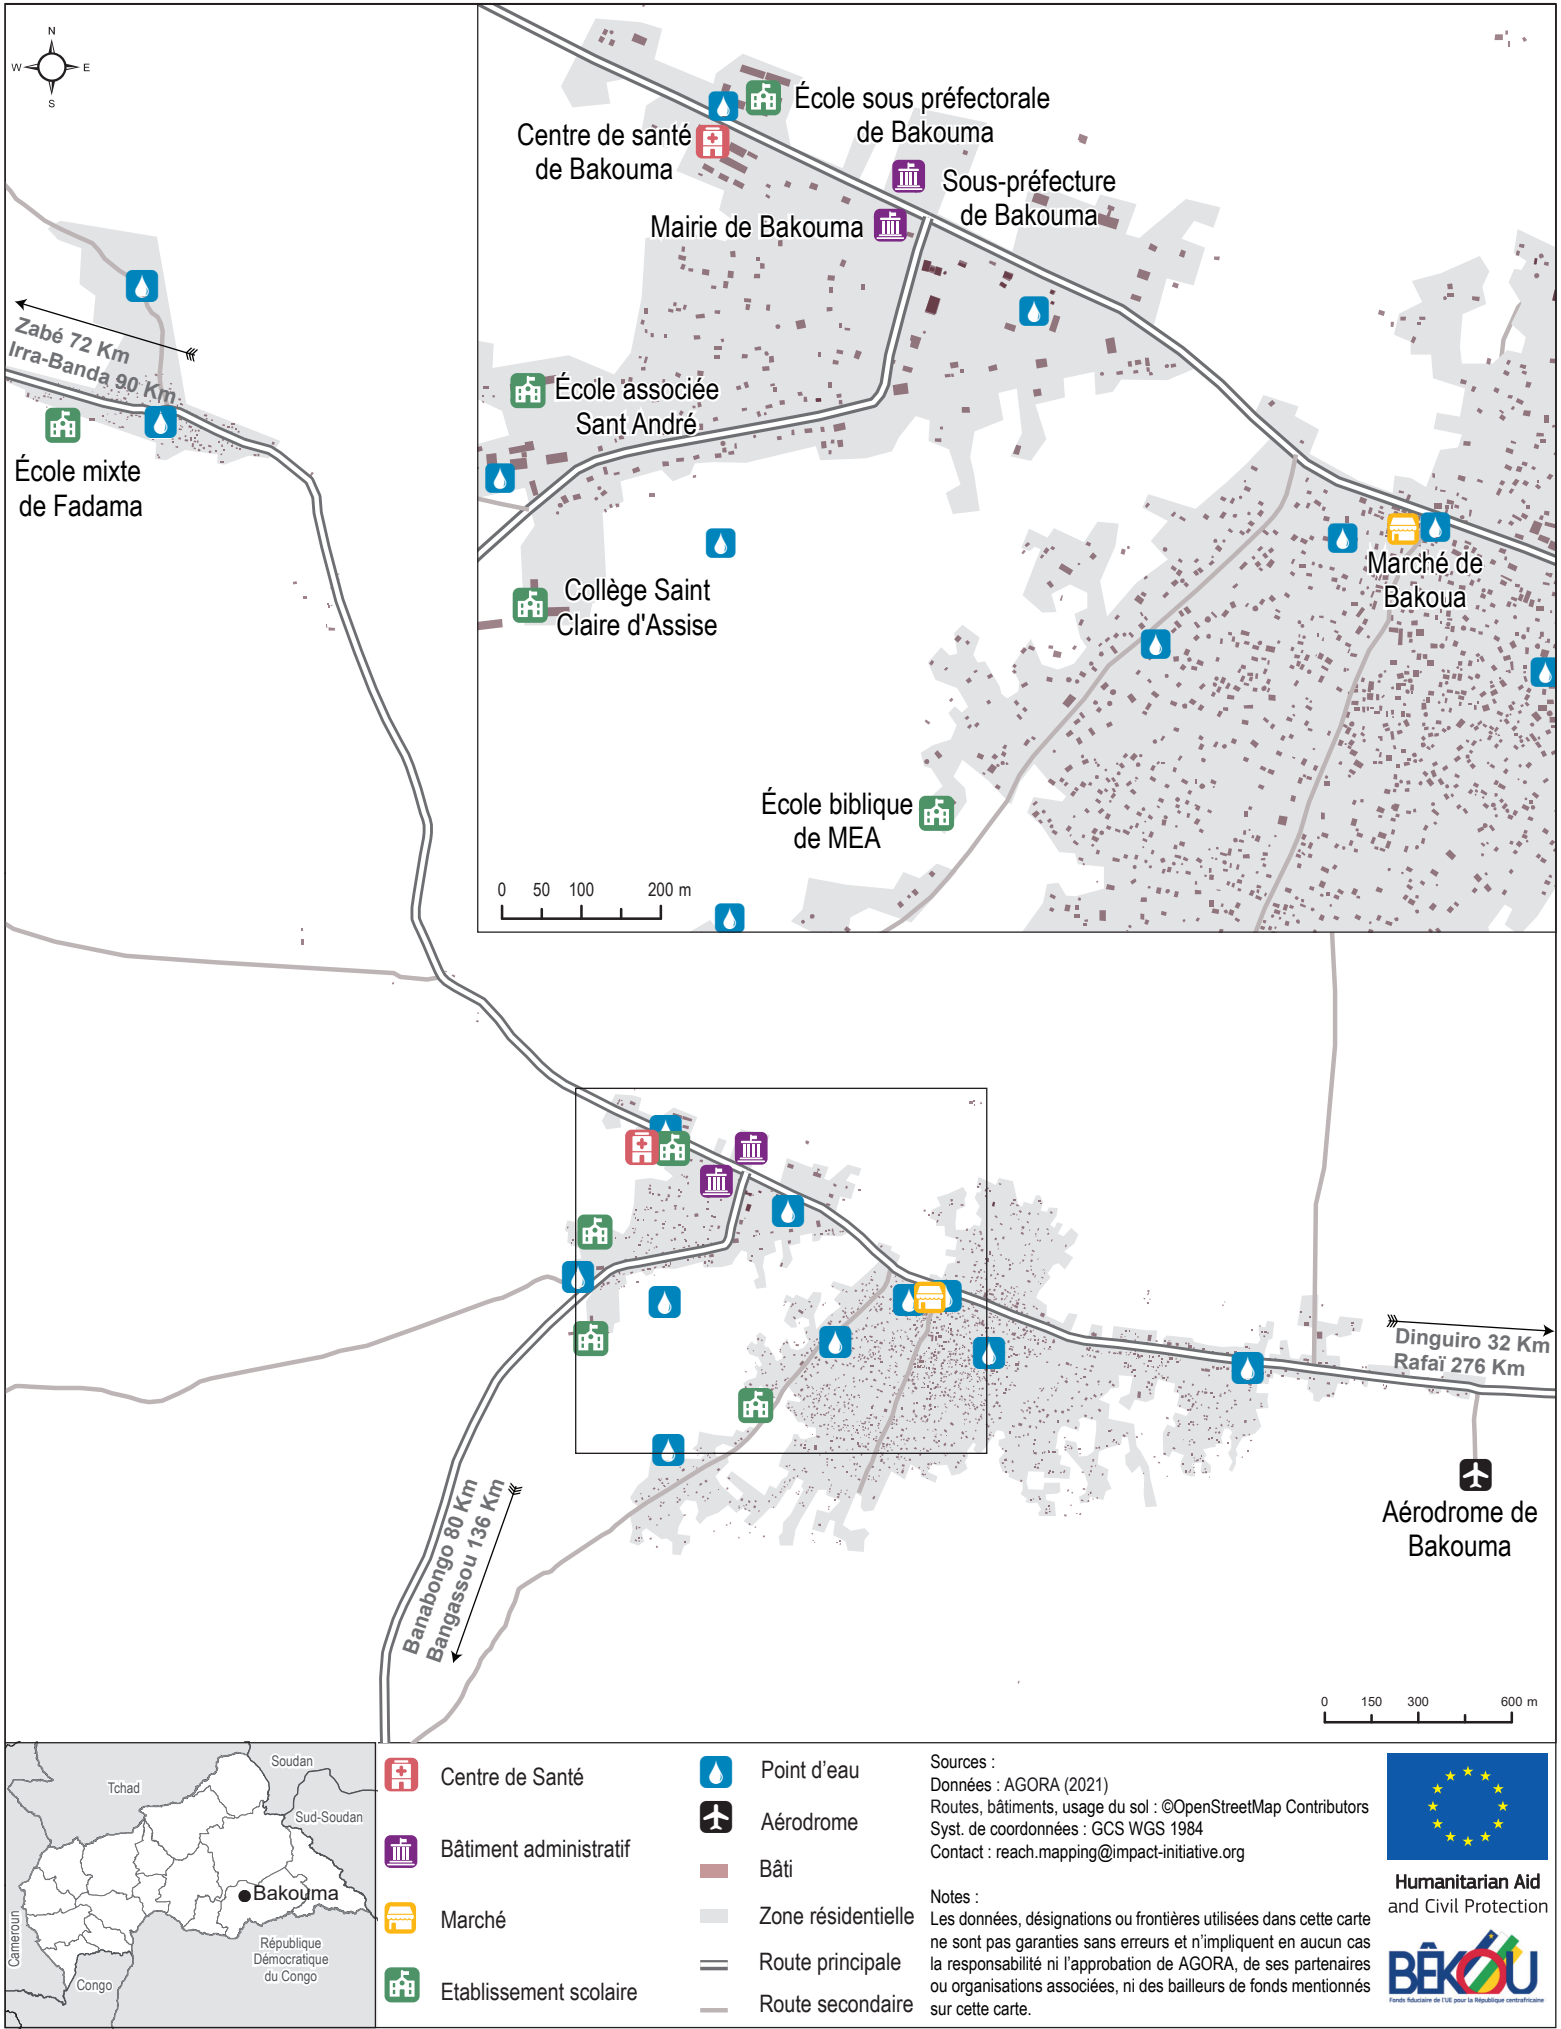 N
W
E
S
École sous préfectorale
de Bakouma
Centre de santé
de Bakouma
Sous-préfecture
de Bakouma
Mairie de Bakouma
Zabé 72 Km
Irra-Banda 90 Km
École associée
Sant André
École mixte
de Fadama
Marché de
Bakoua
Collège Saint
Claire d'Assise
École biblique
de MEA
0 50 100 200 m
Dinguiro 32 Km
Rafaï 276 Km
Banabongo 80 Km
Bangassou 136 Km
Aérodrome de
Bakouma
0 150 300 600 m
Soudan
Tchad
Sud-Soudan
Bakouma
Cameroun
République
Démocratique
du Congo
Congo
Centre de Santé
Bâtiment administratif
Marché
Etablissement scolaire
Point d'eau
Aérodrome
Bâti
Zone résidentielle
Route principale
Route secondaire
Sources :
Données : AGORA (2021)
Routes, bâtiments, usage du sol : ©OpenStreetMap Contributors
Syst. de coordonnées : GCS WGS 1984
Contact : reach.mapping@impact-initiative.org
Notes :
Les données, désignations ou frontières utilisées dans cette carte
ne sont pas garanties sans erreurs et n'impliquent en aucun cas
la responsabilité ni l'approbation de AGORA, de ses partenaires
ou organisations associées, ni des bailleurs de fonds mentionnés
sur cette carte.
Humanitarian Aid
and Civil Protection
BÊKOU
Fonds fiduciaire de l'UE pour la République centrafricaine